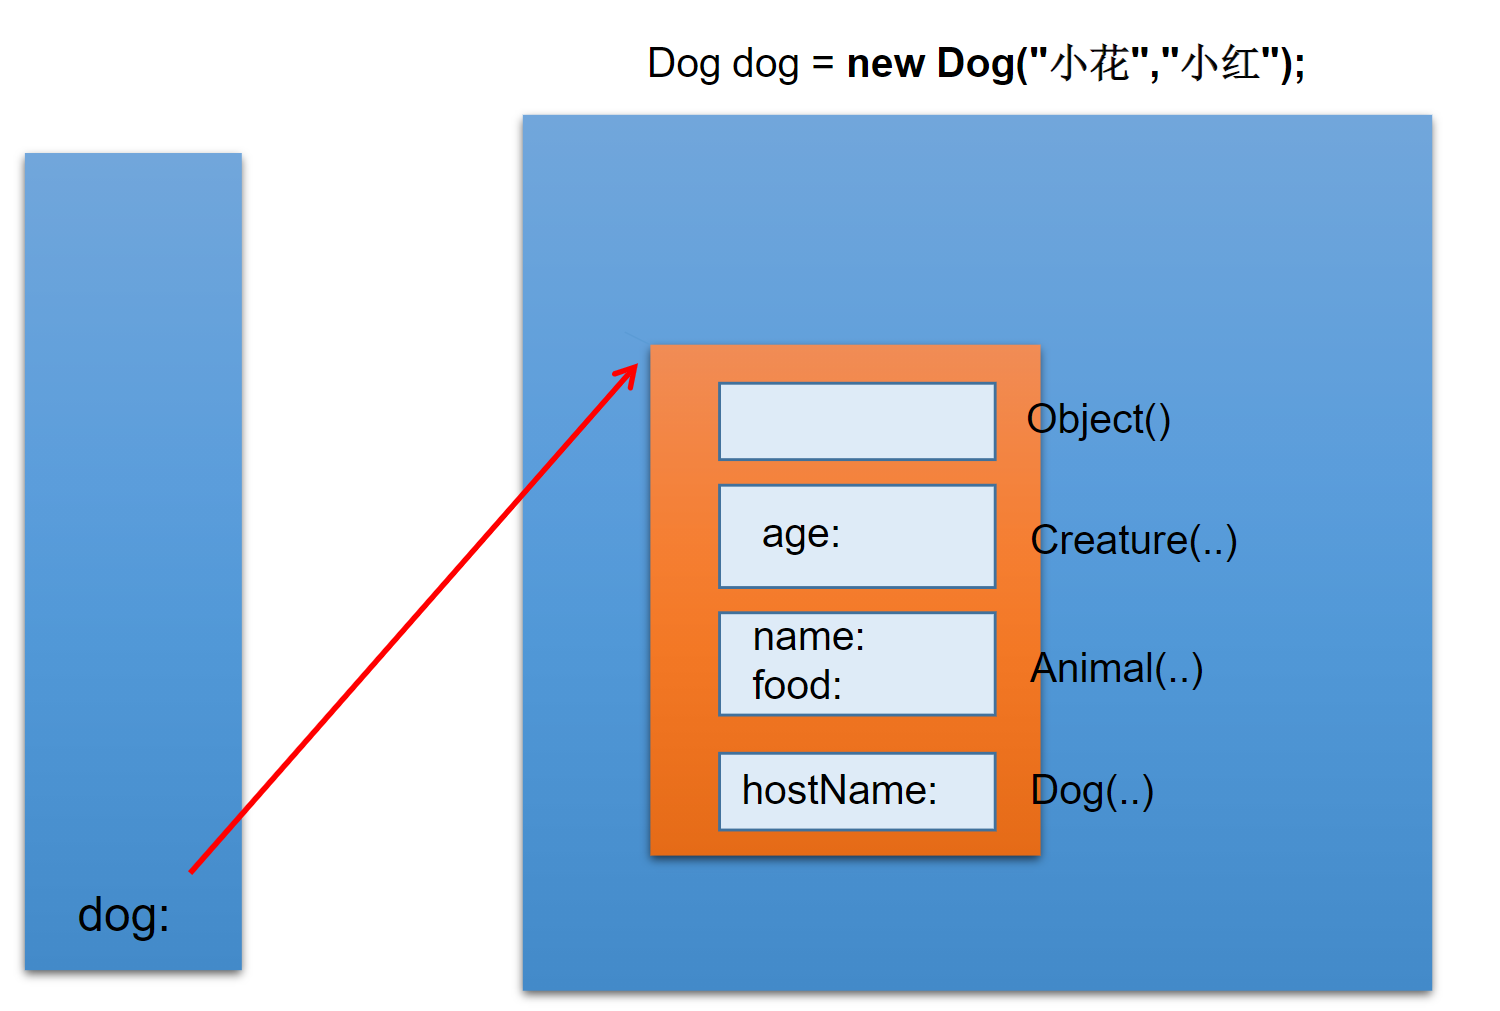 Dog dog = new Dog("小花","小红");
Object()
age:
Creature(..)
name:
food:
Animal(..)
hostName:
Dog(..)
dog: